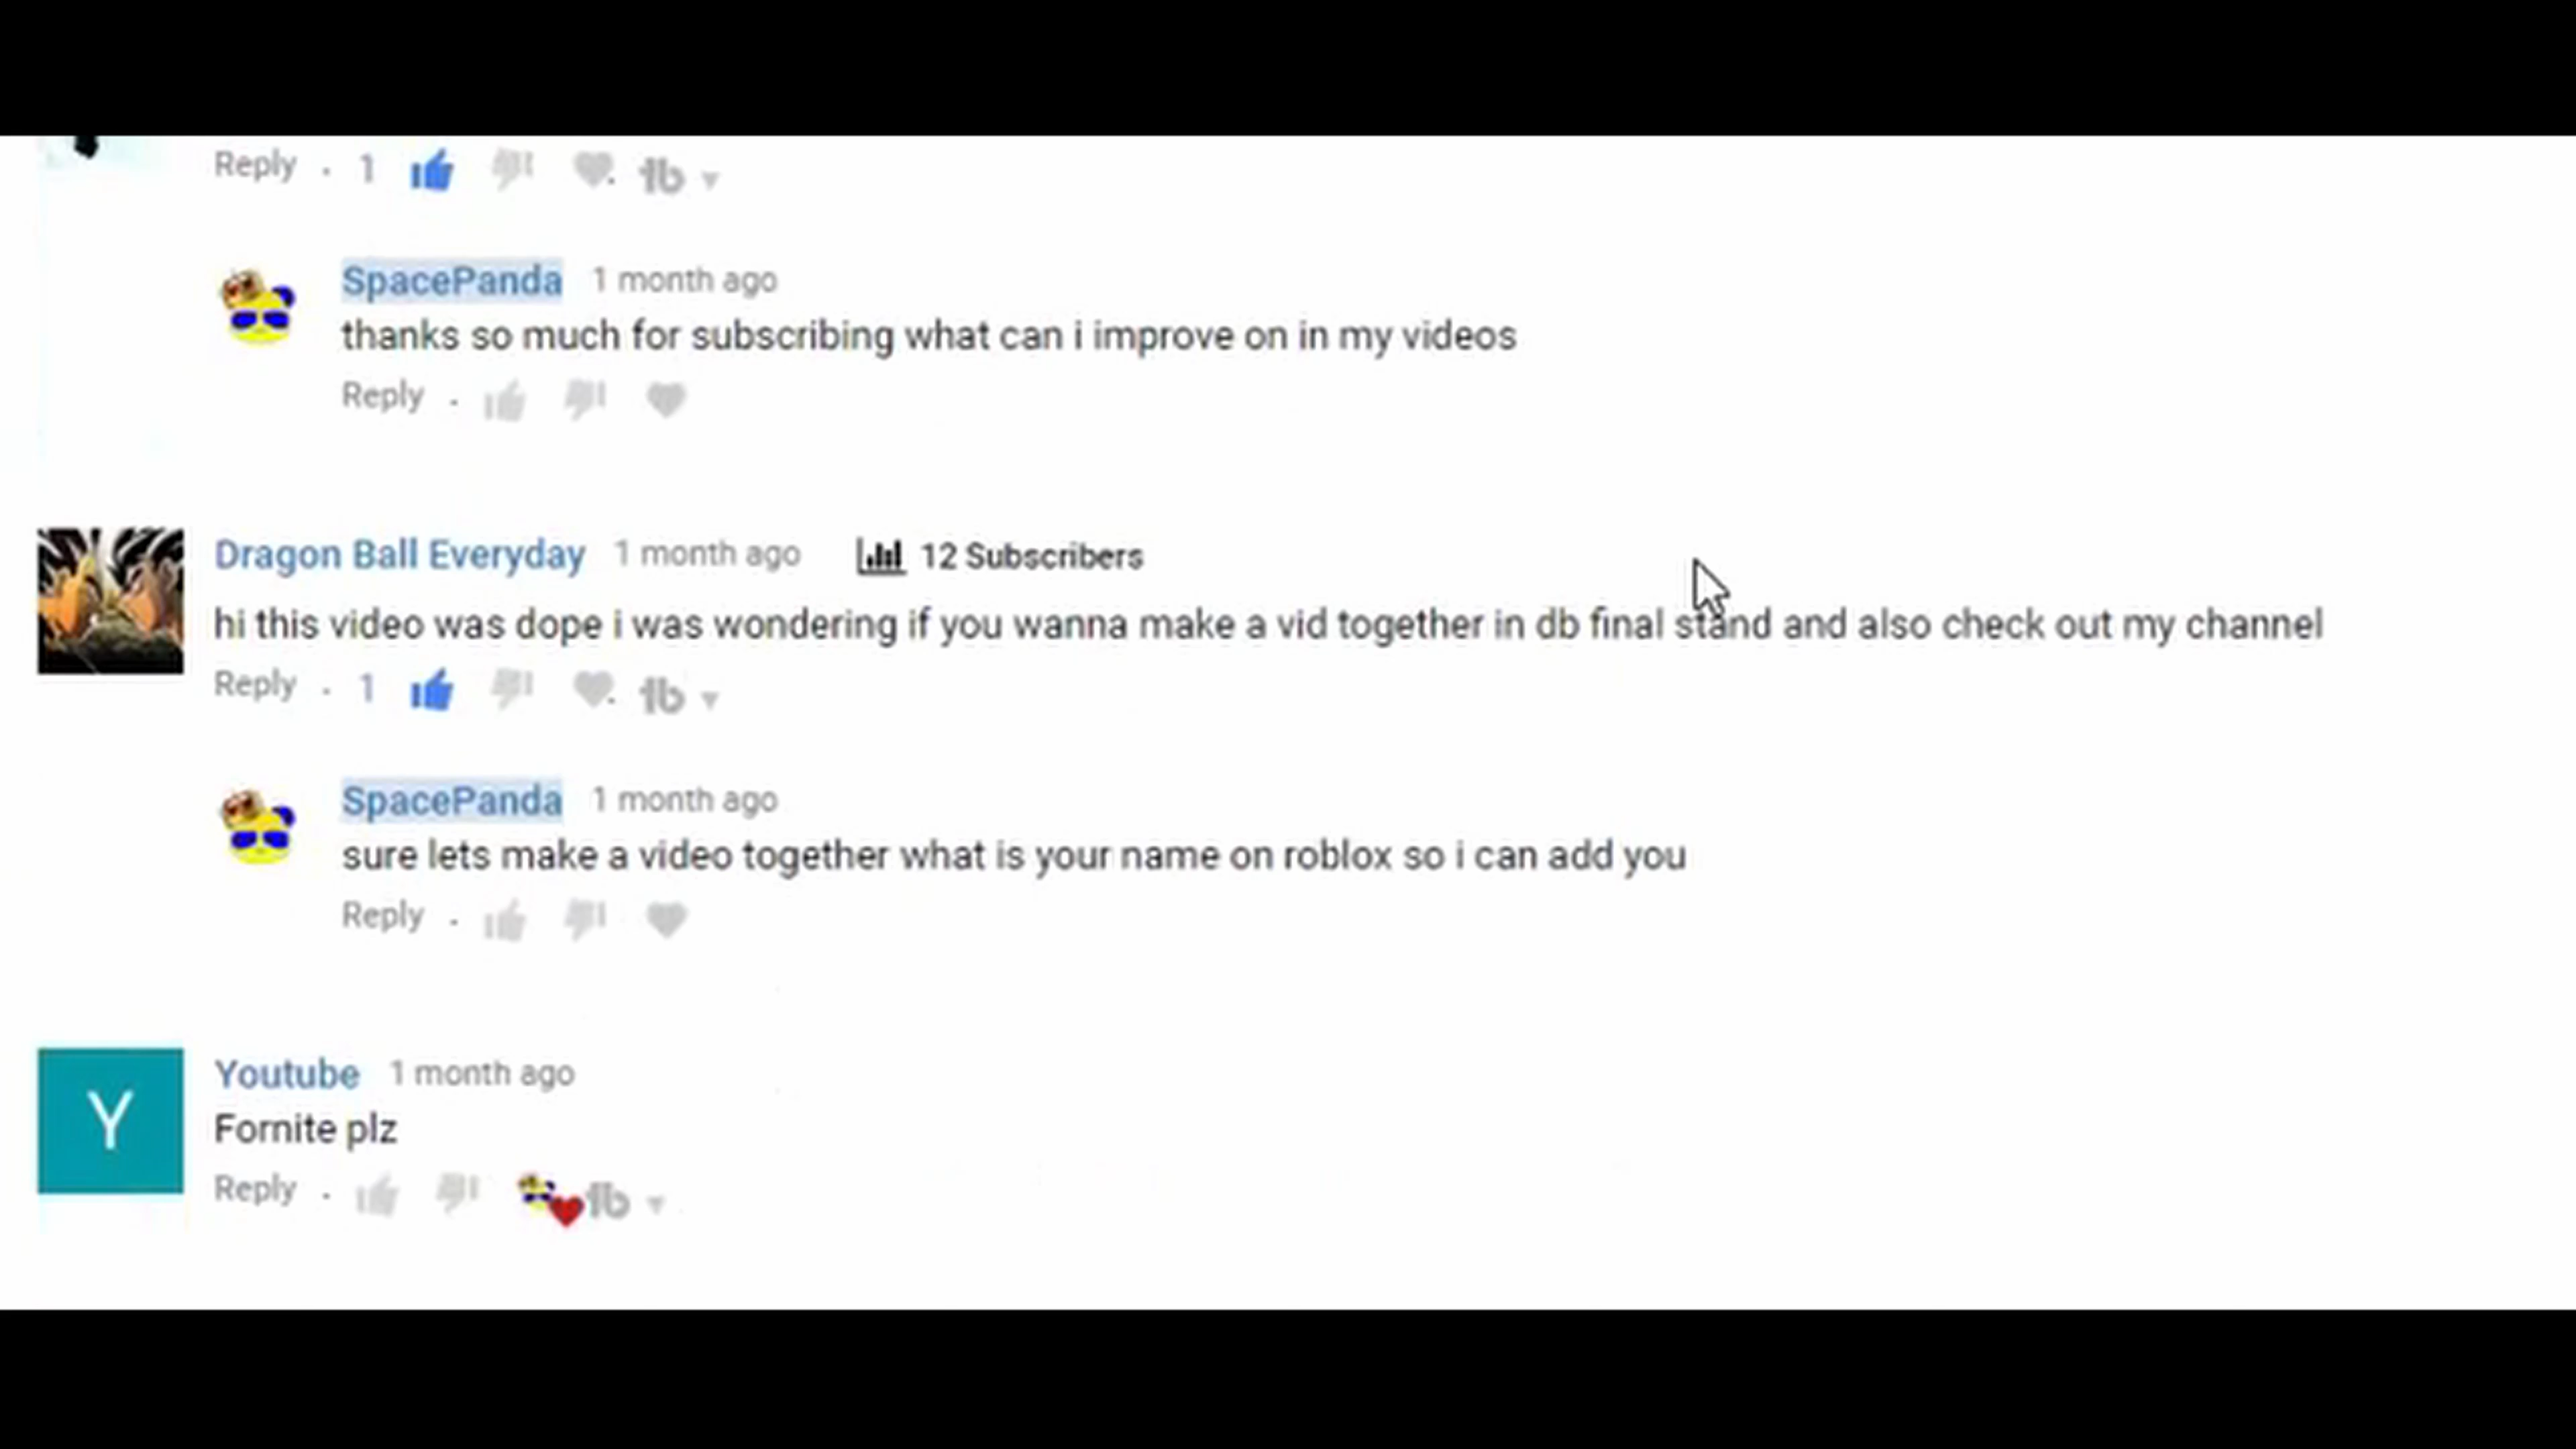 Reply . 1
SpacePanda 1 month ago
thanks so much for subscribing what can i improve on in my videos
Reply .
Dragon Ball Everyday 1 month ago 12 Subscribers
hi this video was dope i was wondering if you wanna make a vid together in db final stand and also check out my channel
Reply . 1
SpacePanda 1 month ago
sure lets make a video together what is your name on roblox so i can add you
Reply .
Y
Youtube 1 month ago
Fornite plz
Reply .